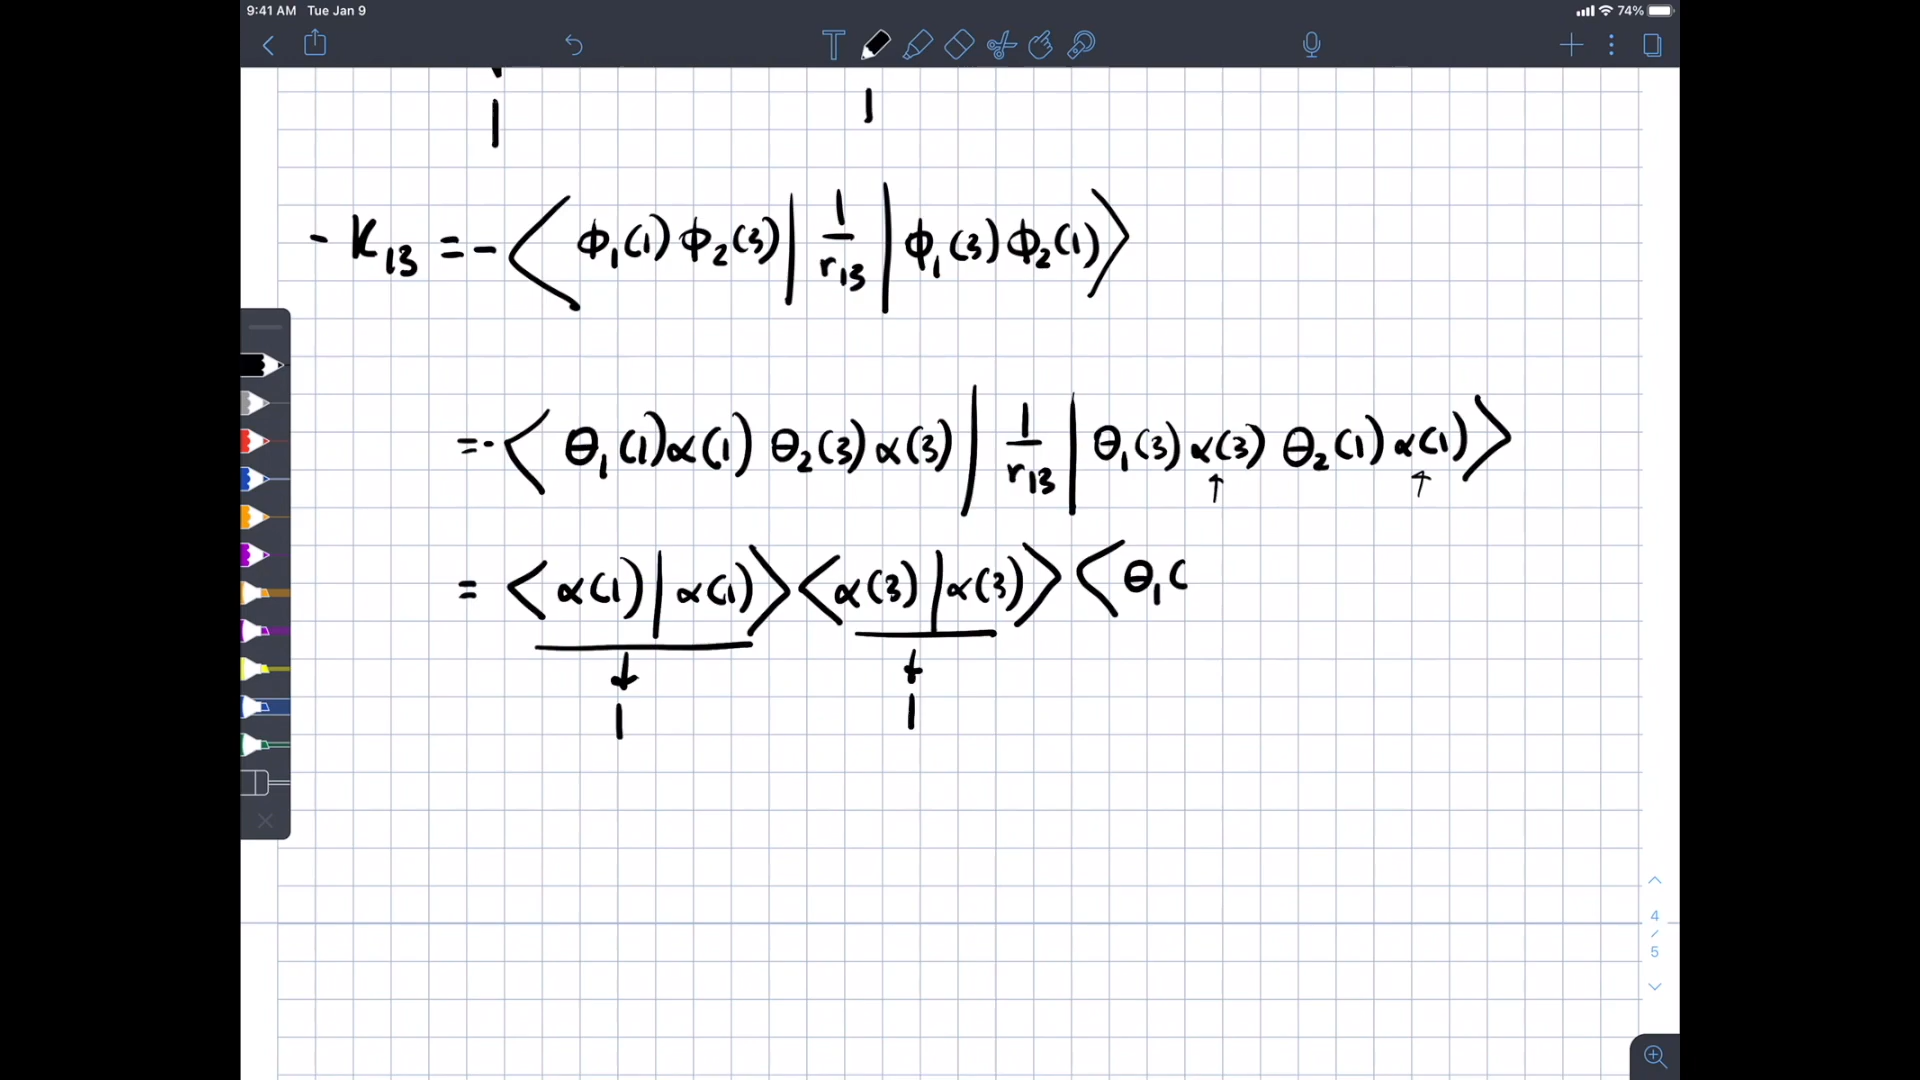 9:41 AM Tue Jan 9 74%
T
1 1
- K₁₃ = - ⟨ ϕ₁(1) ϕ₂(3) | 1/r₁₃ | ϕ₁(3) ϕ₂(1) ⟩
= - ⟨ θ₁(1) α(1) θ₂(3) α(3) | 1/r₁₃ | θ₁(3) α(3) θ₂(1) α(1) ⟩
↑ ↑
= ⟨ α(1) | α(1) ⟩ ⟨ α(3) | α(3) ⟩ ⟨ θ₁(
↓ ↓
1 1
4
/
5